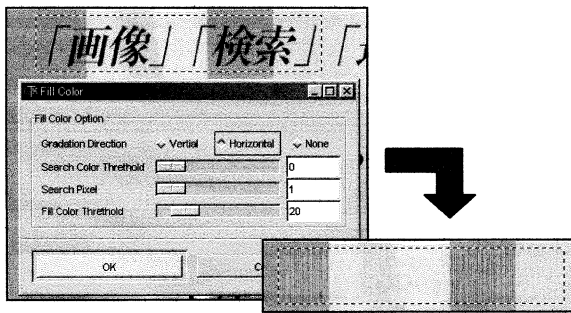 「画像」「検索」「
Fill Color
Fill Color Option
Gradation Direction Vertial Horizontal None
Search Color Threthold 0
Search Pixel 1
Fill Color Threthold 20
OK